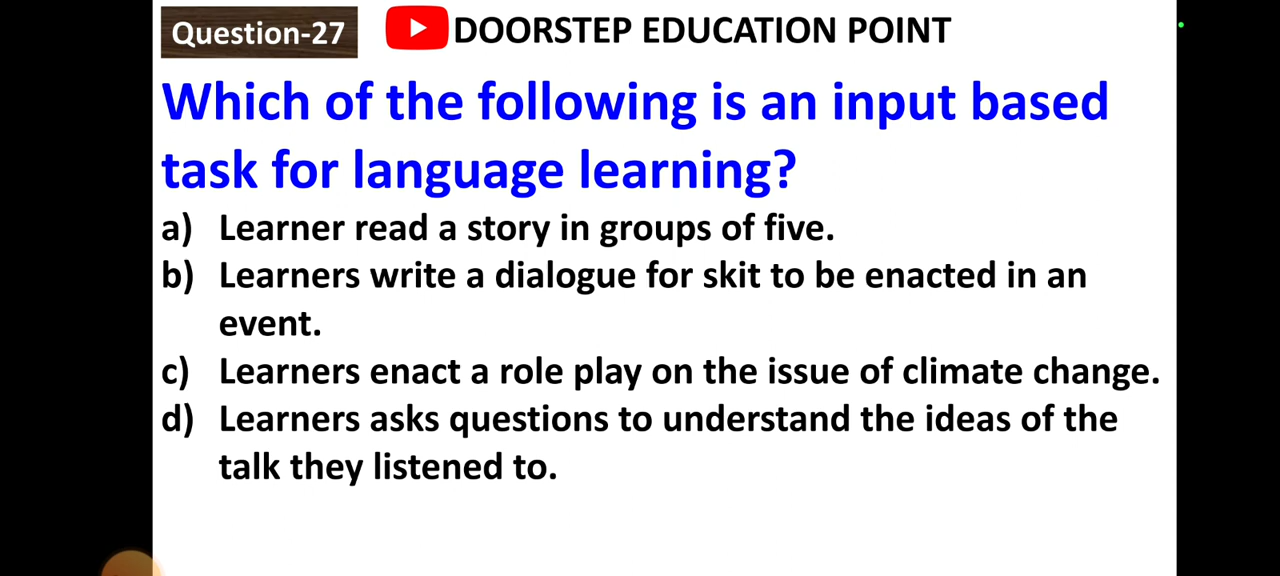 Question-27 DOORSTEP EDUCATION POINT
Which of the following is an input based
task for language learning?
a) Learner read a story in groups of five.
b) Learners write a dialogue for skit to be enacted in an
event.
c) Learners enact a role play on the issue of climate change.
d) Learners asks questions to understand the ideas of the
talk they listened to.